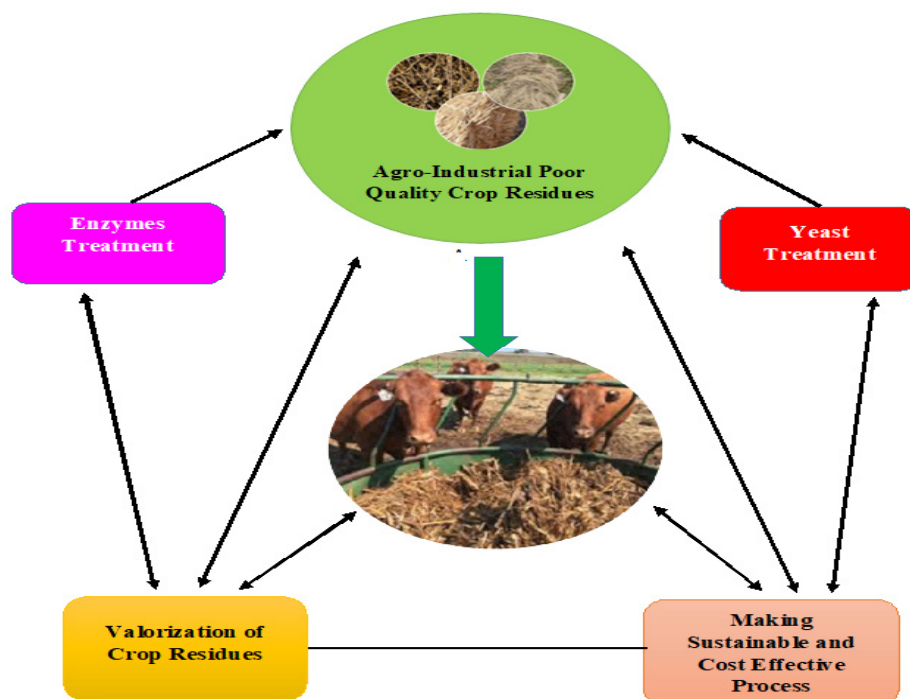 Agro-Industrial Poor
Quality Crop Residues
Enzymes
Treatment
Yeast
Treatment
Valorization of
Crop Residues
Making
Sustainable and
Cost Effective
Process